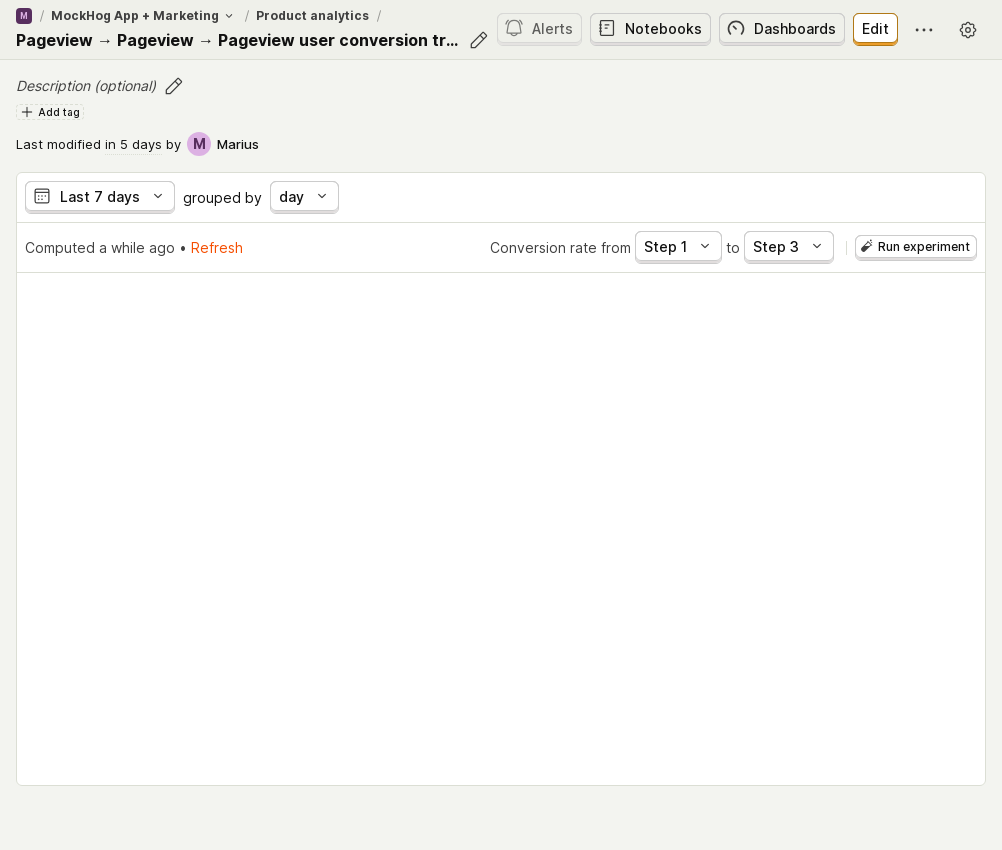 M / MockHog App + Marketing / Product analytics /
Pageview → Pageview → Pageview user conversion tr...
Alerts
Notebooks
Dashboards
Edit
Description (optional)
Add tag
Last modified in 5 days by M Marius
Last 7 days grouped by day
Computed a while ago • Refresh
Conversion rate from Step 1 to Step 3
Run experiment